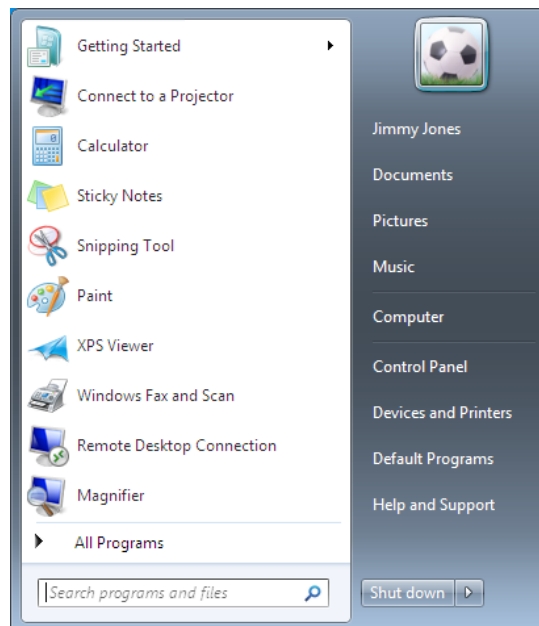 Getting Started
Connect to a Projector
Calculator
Sticky Notes
Snipping Tool
Paint
XPS Viewer
Windows Fax and Scan
Remote Desktop Connection
Magnifier
All Programs
Search programs and files
Jimmy Jones
Documents
Pictures
Music
Computer
Control Panel
Devices and Printers
Default Programs
Help and Support
Shut down